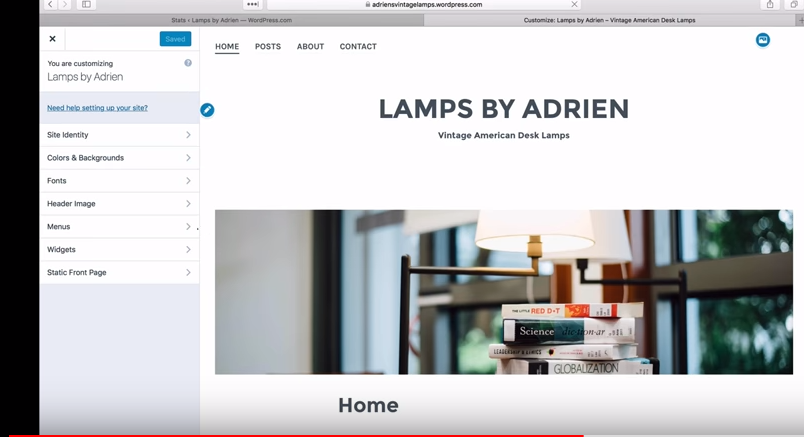 adriensvintagelamps.wordpress.com
Stats ‹ Lamps by Adrien — WordPress.com
Customize: Lamps by Adrien – Vintage American Desk Lamps
Saved
You are customizing
Lamps by Adrien
Need help setting up your site?
Site Identity
Colors & Backgrounds
Fonts
Header Image
Menus
Widgets
Static Front Page
HOME POSTS ABOUT CONTACT
LAMPS BY ADRIEN
Vintage American Desk Lamps
THE LITTLE RED
Science
LEADERSHIP & ETHICS
GLOBALIZATION
Home